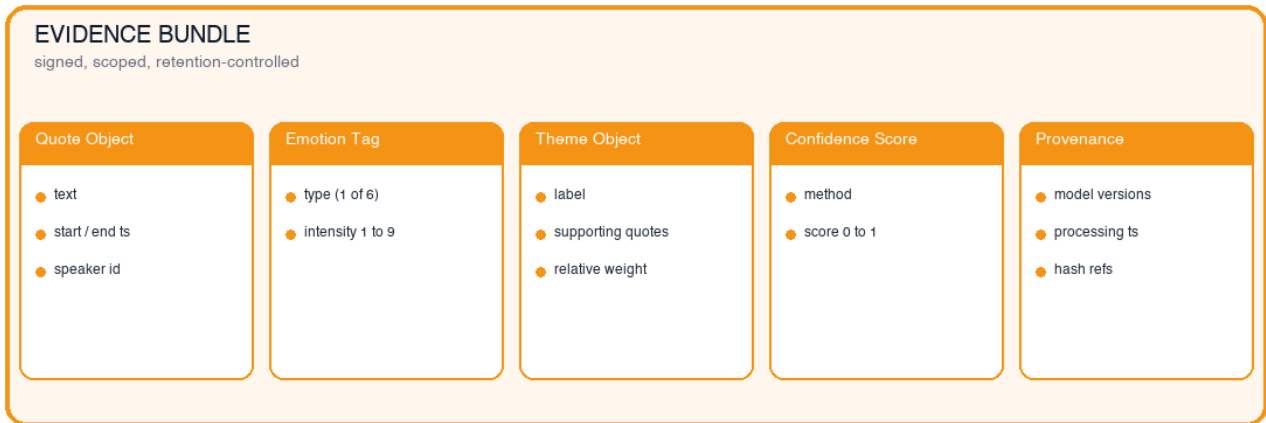 EVIDENCE BUNDLE
signed, scoped, retention-controlled
Quote Object
text
start / end ts
speaker id
Emotion Tag
type (1 of 6)
intensity 1 to 9
Theme Object
label
supporting quotes
relative weight
Confidence Score
method
score 0 to 1
Provenance
model versions
processing ts
hash refs